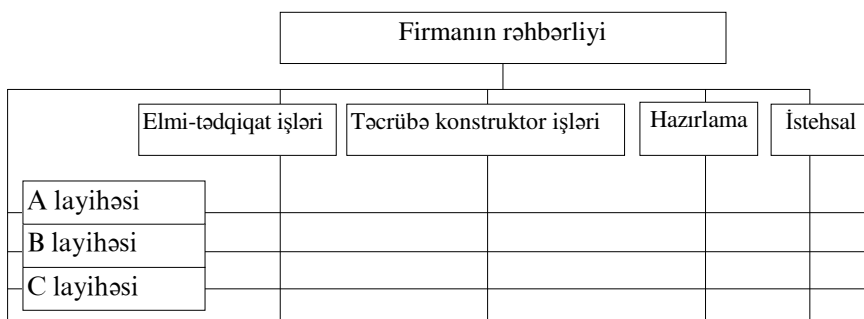 Firmanın rəhbərliyi
Elmi-tədqiqat işləri
Təcrübə konstruktor işləri
Hazırlama
İstehsal
A layihəsi
B layihəsi
C layihəsi